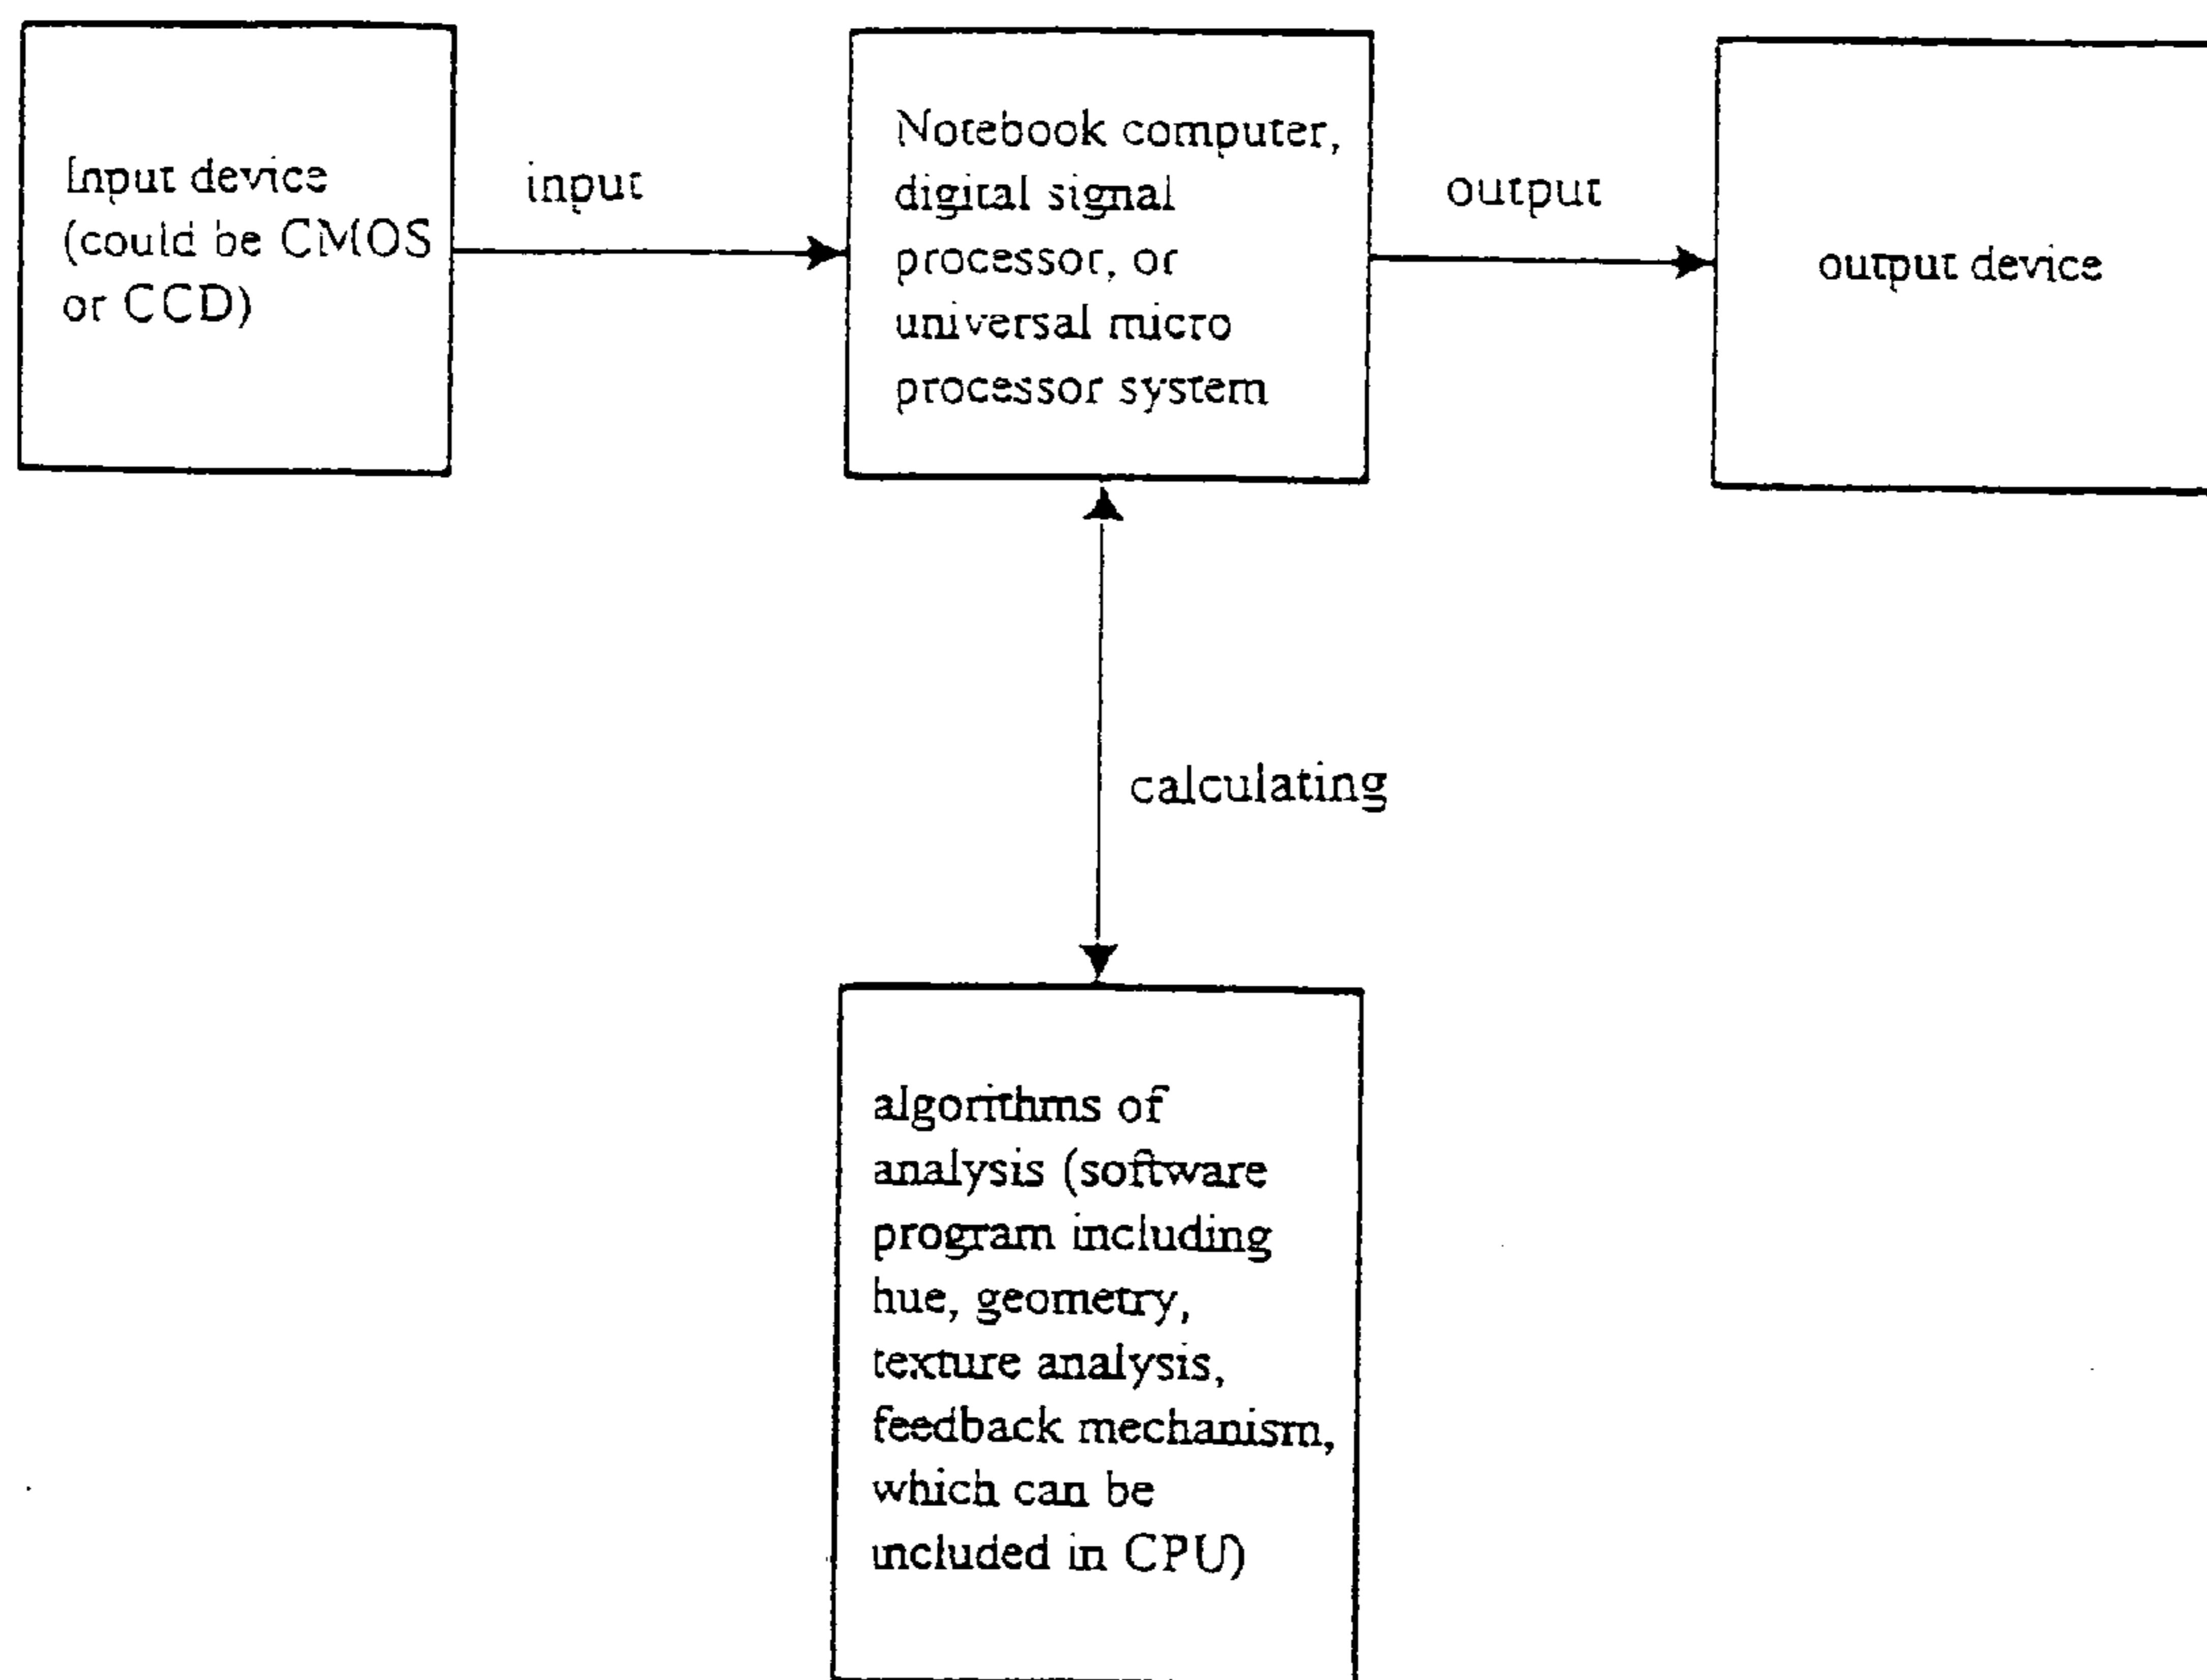 Input device
(could be CMOS
or CCD)
input
Notebook computer,
digital signal
processor, or
universal micro
processor system
output
output device
calculating
algorithms of
analysis (software
program including
hue, geometry,
texture analysis,
feedback mechanism,
which can be
included in CPU)